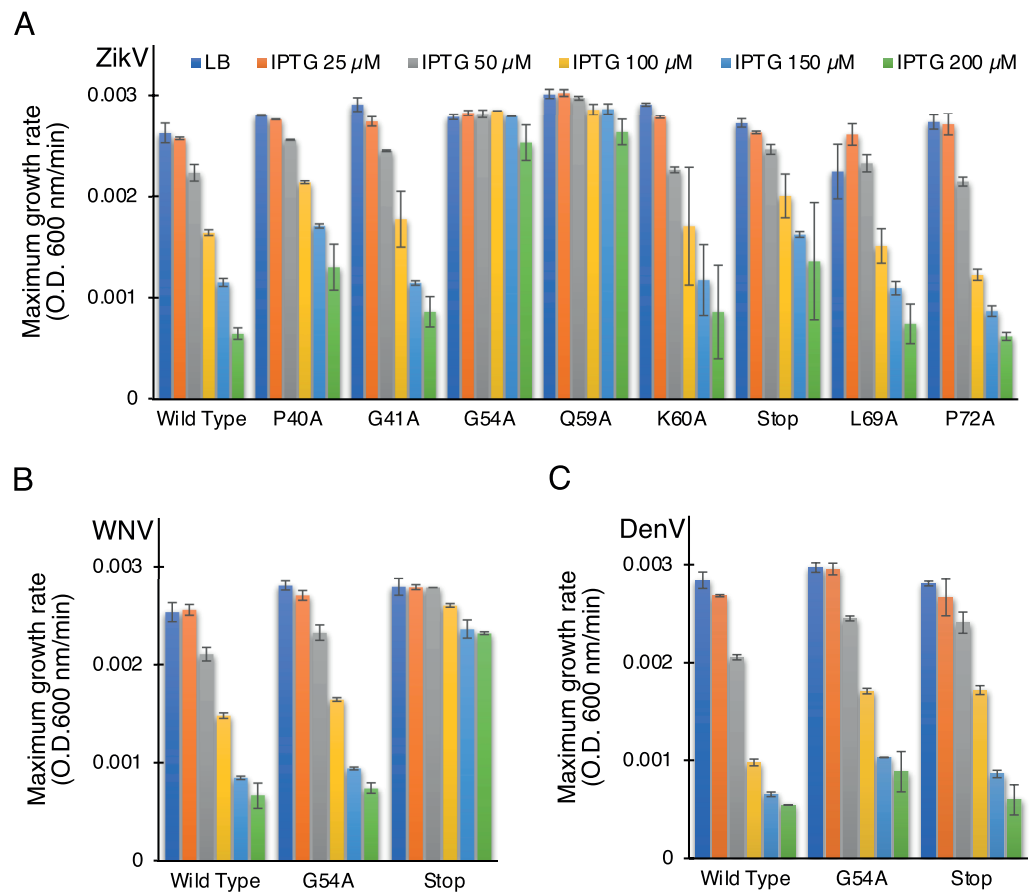 A
ZikV
LB IPTG 25 µM IPTG 50 µM IPTG 100 µM IPTG 150 µM IPTG 200 µM
Maximum growth rate
(O.D. 600 nm/min)
0.003
0.002
0.001
0
Wild Type P40A G41A G54A Q59A K60A Stop L69A P72A
B
WNV
Maximum growth rate
(O.D.600 nm/min)
0.003
0.002
0.001
0
Wild Type G54A Stop
C
DenV
Maximum growth rate
(O.D. 600 nm/min)
0.003
0.002
0.001
0
Wild Type G54A Stop